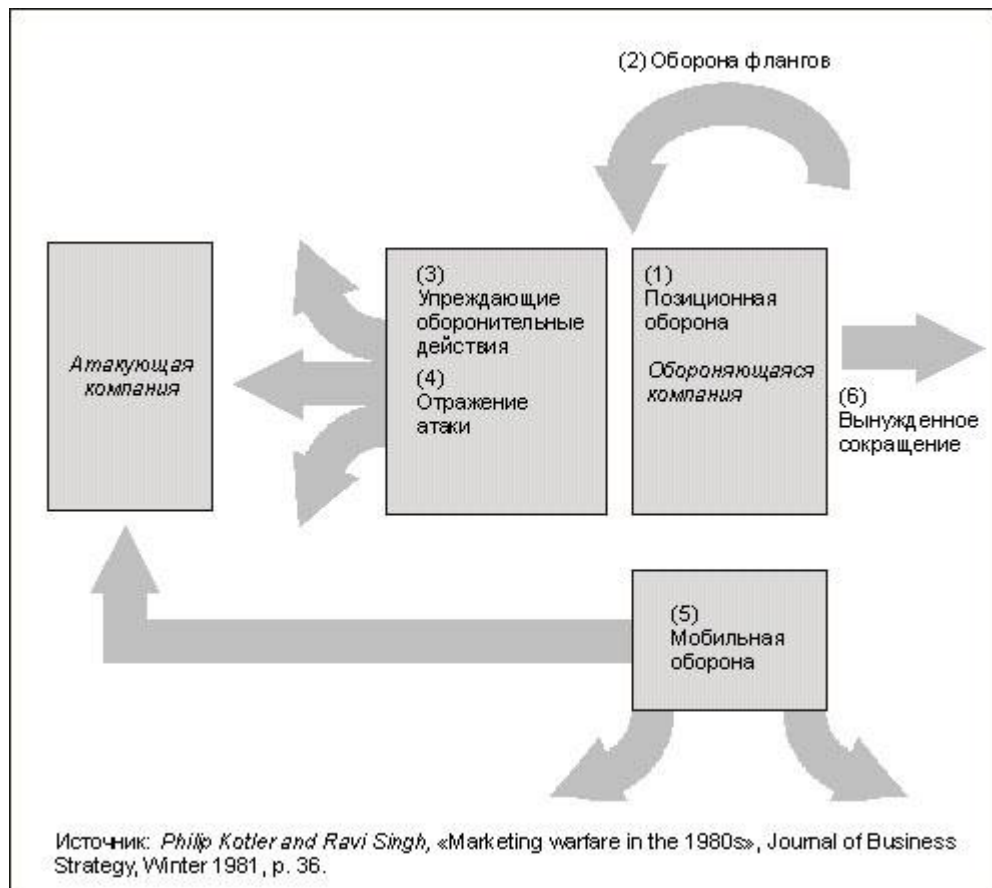 (2) Оборона флангов
Атакующая
компания
(3)
Упреждающие
оборонительные
действия
(4)
Отражение
атаки
(1)
Позиционная
оборона
Обороняющаяся
компания
(6)
Вынужденное
сокращение
(5)
Мобильная
оборона
Источник: Philip Kotler and Ravi Singh, «Marketing warfare in the 1980s», Journal of Business
Strategy, Winter 1981, p. 36.